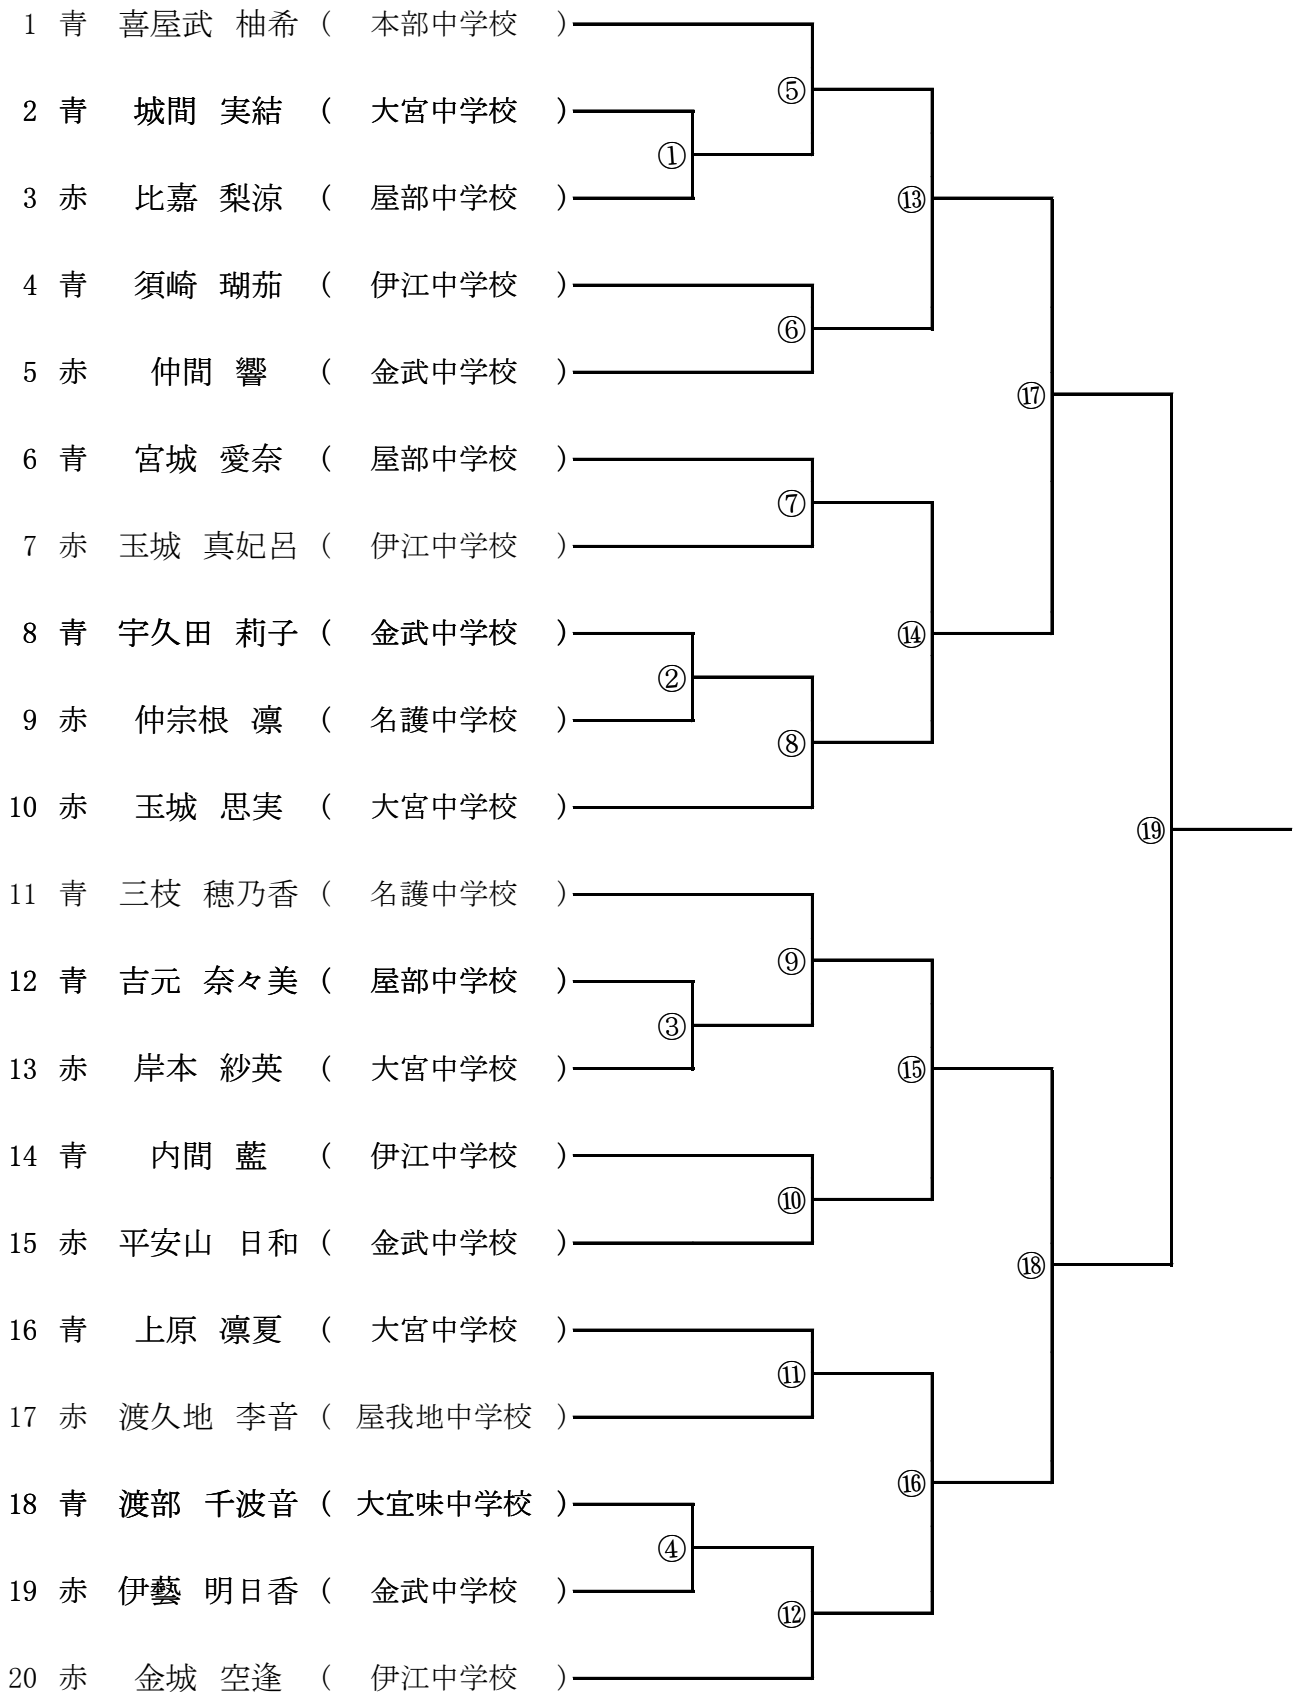 1 青 喜屋武 柚希 ( 本部中学校 )
⑤
2 青 城間 実結 ( 大宮中学校 )
①
3 赤 比嘉 梨涼 ( 屋部中学校 )
⑬
4 青 須崎 瑚茄 ( 伊江中学校 )
⑥
5 赤 仲間 響 ( 金武中学校 )
⑰
6 青 宮城 愛奈 ( 屋部中学校 )
⑦
7 赤 玉城 真妃呂 ( 伊江中学校 )
8 青 宇久田 莉子 ( 金武中学校 )
⑭
②
9 赤 仲宗根 凛 ( 名護中学校 )
⑧
10 赤 玉城 思実 ( 大宮中学校 )
⑲
11 青 三枝 穂乃香 ( 名護中学校 )
⑨
12 青 吉元 奈々美 ( 屋部中学校 )
③
13 赤 岸本 紗英 ( 大宮中学校 )
⑮
14 青 内間 藍 ( 伊江中学校 )
⑩
15 赤 平安山 日和 ( 金武中学校 )
⑱
16 青 上原 凛夏 ( 大宮中学校 )
⑪
17 赤 渡久地 李音 ( 屋我地中学校 )
⑯
18 青 渡部 千波音 ( 大宜味中学校 )
④
19 赤 伊藝 明日香 ( 金武中学校 )
⑫
20 赤 金城 空逢 ( 伊江中学校 )